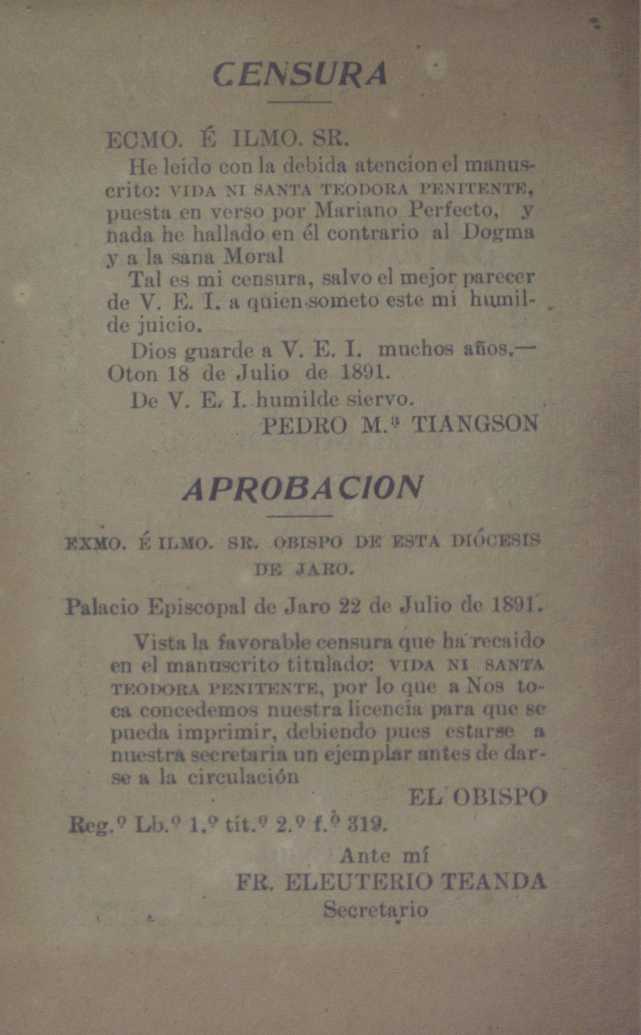 CENSURA
ECMO. É ILMO. SR.
He leido con la debida atencion el manus-
crito: VIDA NI SANTA TEODORA PENITENTE,
puesta en verso por Mariano Perfecto, y
nada he hallado en él contrario al Dogma
y a la sana Moral
Tal es mi censura, salvo el mejor parecer
de V. E. I. a quien someto este mi humil-
de juicio.
Dios guarde a V. E. I. muchos años.—
Oton 18 de Julio de 1891.
De V. E. I. humilde siervo.
PEDRO M.ª TIANGSON
APROBACION
EXMO. É ILMO. SR. OBISPO DE ESTA DIÓCESIS
DE JARO.
Palacio Episcopal de Jaro 22 de Julio de 1891.
Vista la favorable censura que ha recaido
en el manuscrito titulado: VIDA NI SANTA
TEODORA PENITENTE, por lo que a Nos to-
ca concedemos nuestra licencia para que se
pueda imprimir, debiendo pues estarse a
nuestra secretaria un ejemplar antes de dar-
se a la circulación
EL OBISPO
Reg.º Lb.º 1.º tit.º 2.º f.º 319.
Ante mí
FR. ELEUTERIO TEANDA
Secretario